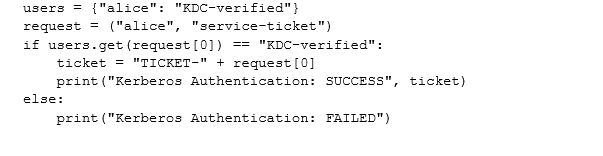 users = {"alice": "KDC-verified"}
request = ("alice", "service-ticket")
if users.get(request[0]) == "KDC-verified":
    ticket = "TICKET-" + request[0]
    print("Kerberos Authentication: SUCCESS", ticket)
else:
    print("Kerberos Authentication: FAILED")